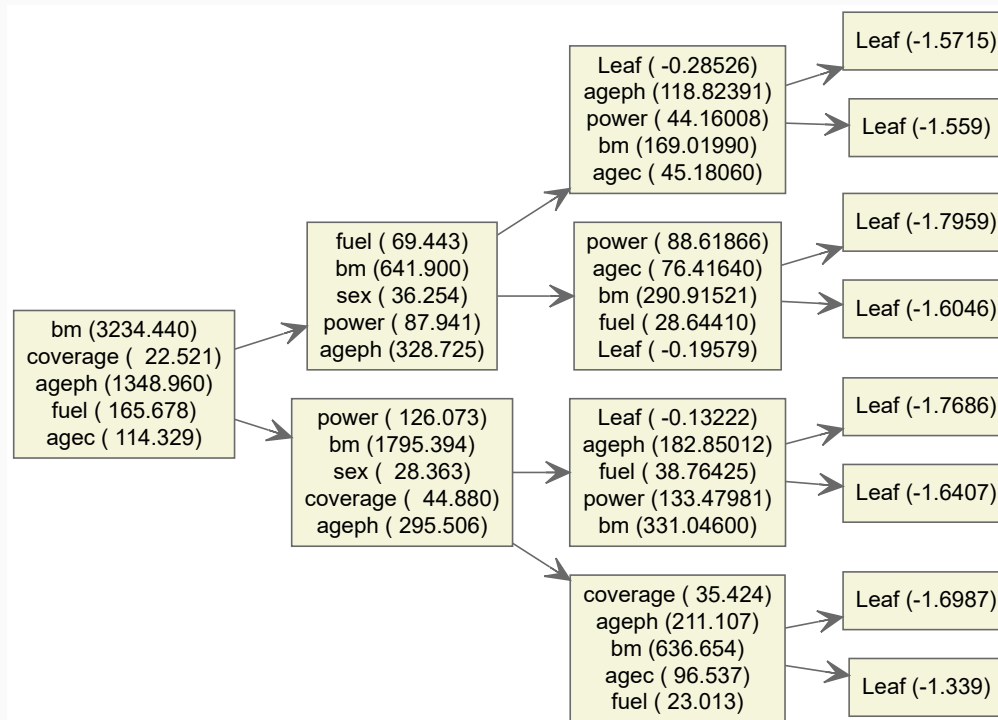 bm (3234.440)
coverage (  22.521)
ageph (1348.960)
fuel ( 165.678)
agec ( 114.329)
fuel ( 69.443)
bm (641.900)
sex ( 36.254)
power ( 87.941)
ageph (328.725)
power ( 126.073)
bm (1795.394)
sex (  28.363)
coverage (  44.880)
ageph ( 295.506)
Leaf ( -0.28526)
ageph (118.82391)
power ( 44.16008)
bm (169.01990)
agec ( 45.18060)
power ( 88.61866)
agec ( 76.41640)
bm (290.91521)
fuel ( 28.64410)
Leaf ( -0.19579)
Leaf ( -0.13222)
ageph (182.85012)
fuel ( 38.76425)
power (133.47981)
bm (331.04600)
coverage ( 35.424)
ageph (211.107)
bm (636.654)
agec ( 96.537)
fuel ( 23.013)
Leaf (-1.5715)
Leaf (-1.559)
Leaf (-1.7959)
Leaf (-1.6046)
Leaf (-1.7686)
Leaf (-1.6407)
Leaf (-1.6987)
Leaf (-1.339)